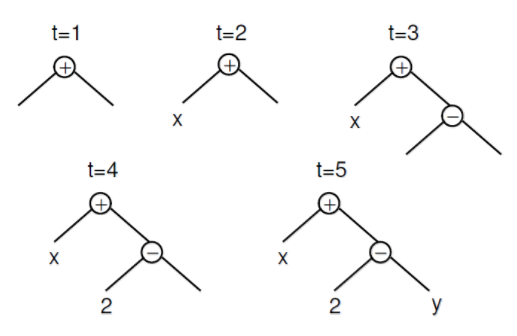 t=1
t=2
t=3
+
+
+
x
x
−
t=4
t=5
+
+
x
−
x
−
2
2
y